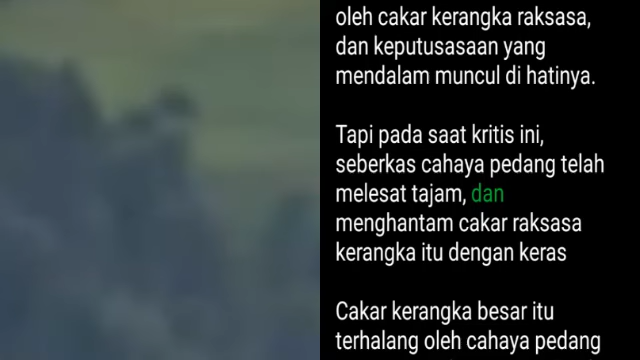 oleh cakar kerangka raksasa,
dan keputusasaan yang
mendalam muncul di hatinya.
Tapi pada saat kritis ini,
seberkas cahaya pedang telah
melesat tajam, dan
menghantam cakar raksasa
kerangka itu dengan keras
Cakar kerangka besar itu
terhalang oleh cahaya pedang